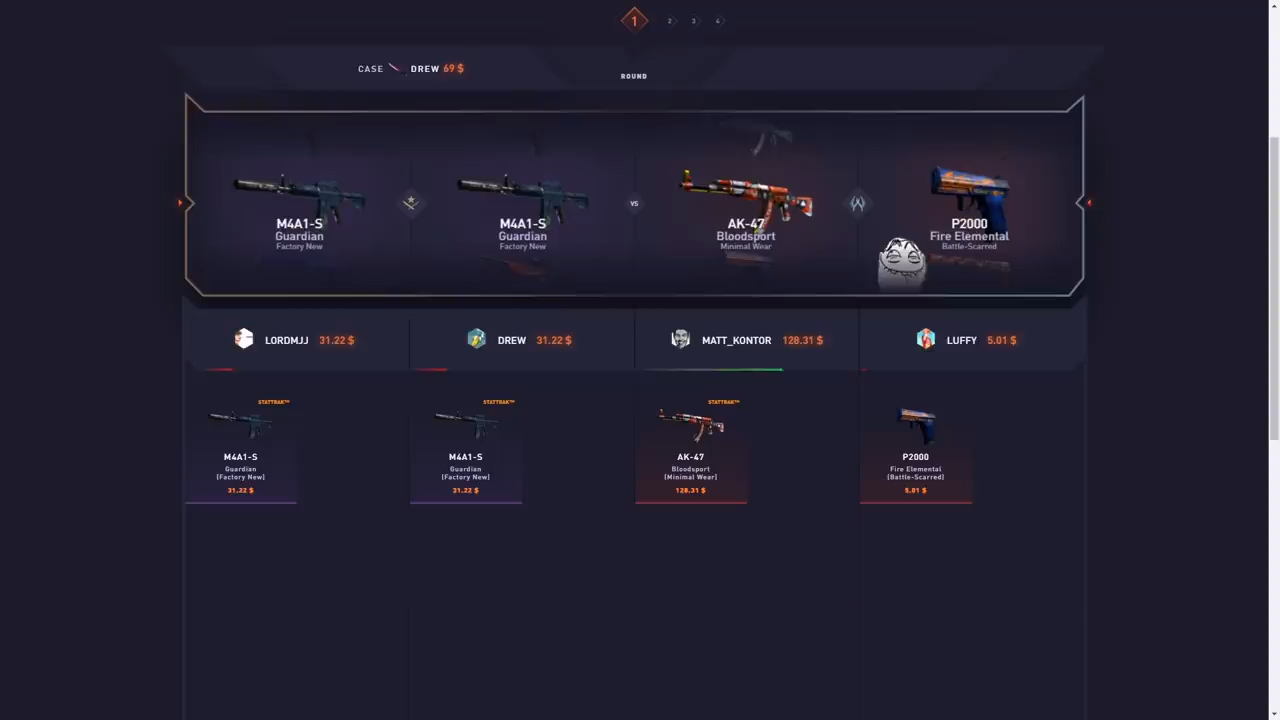 1 2 3 4
CASE DREW 69 $
ROUND
M4A1-S
Guardian
Factory New
M4A1-S
Guardian
Factory New
VS
AK-47
Bloodsport
Minimal Wear
P2000
Fire Elemental
Battle-Scarred
LORDMJJ 31.22 $
DREW 31.22 $
MATT_KONTOR 128.31 $
LUFFY 5.01 $
STATTRAK™
M4A1-S
Guardian
[Factory New]
31.22 $
STATTRAK™
M4A1-S
Guardian
[Factory New]
31.22 $
STATTRAK™
AK-47
Bloodsport
[Minimal Wear]
128.31 $
P2000
Fire Elemental
[Battle-Scarred]
5.01 $